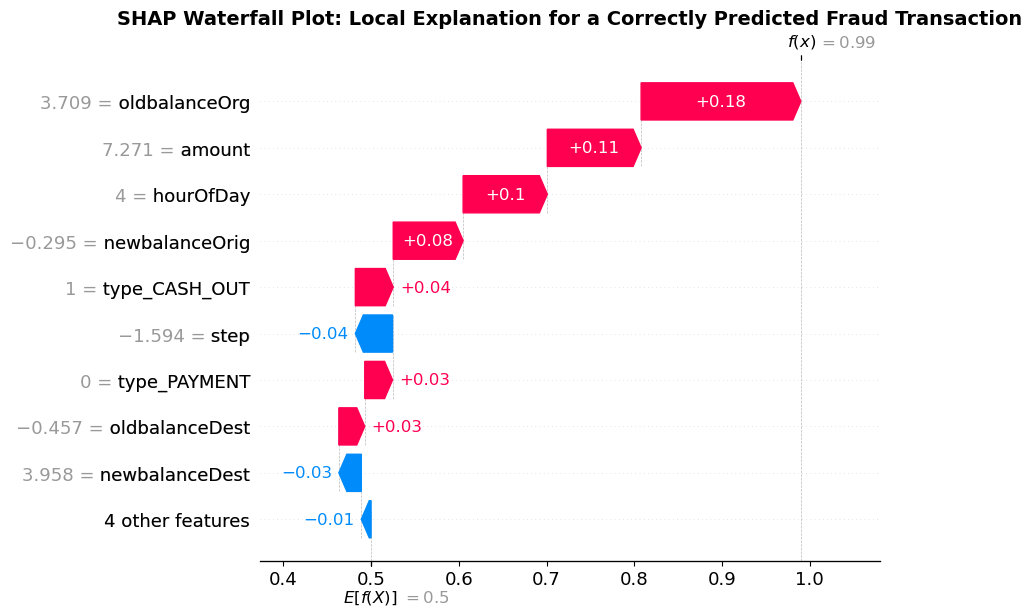 SHAP Waterfall Plot: Local Explanation for a Correctly Predicted Fraud Transaction
f(x) = 0.99
3.709 = oldbalanceOrg +0.18
7.271 = amount +0.11
4 = hourOfDay +0.1
−0.295 = newbalanceOrig +0.08
1 = type_CASH_OUT +0.04
−1.594 = step −0.04
0 = type_PAYMENT +0.03
−0.457 = oldbalanceDest +0.03
3.958 = newbalanceDest −0.03
4 other features −0.01
0.4 0.5 0.6 0.7 0.8 0.9 1.0
E[f(X)] = 0.5